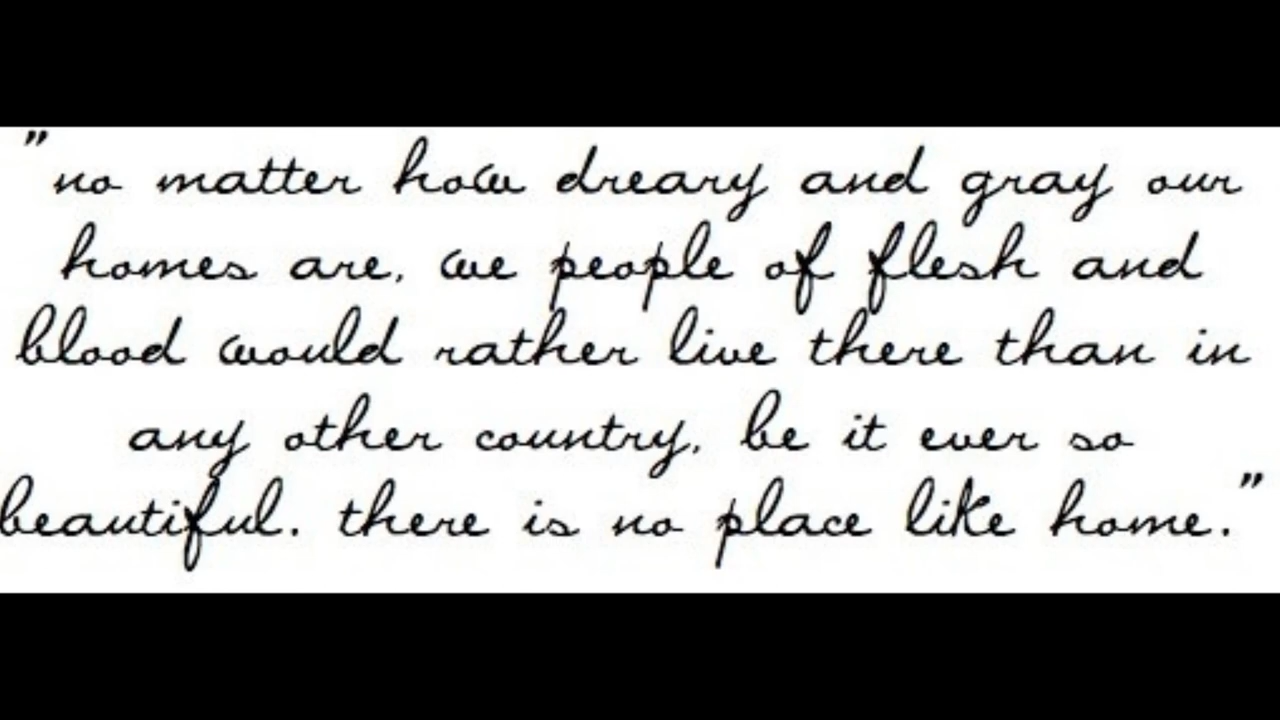 "no matter how dreary and gray our
homes are, we people of flesh and
blood would rather live there than in
any other country, be it ever so
beautiful. there is no place like home."